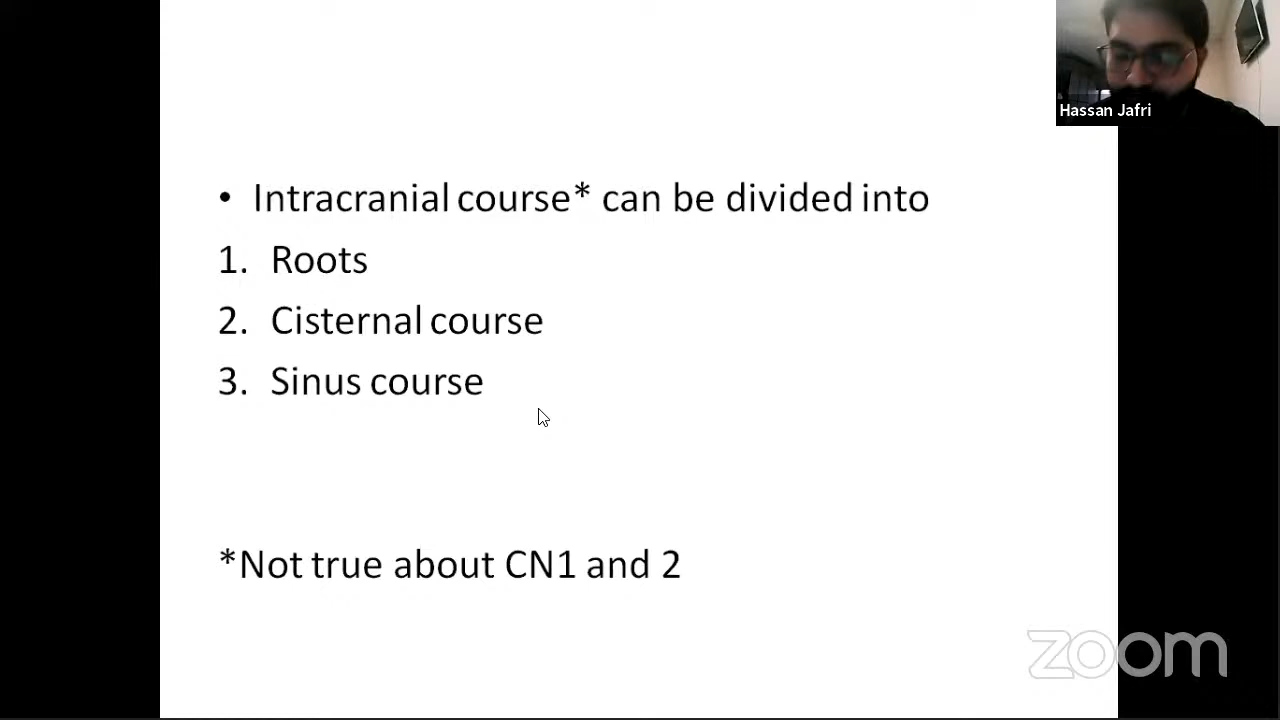 Hassan Jafri
• Intracranial course* can be divided into
1. Roots
2. Cisternal course
3. Sinus course
*Not true about CN1 and 2
zoom